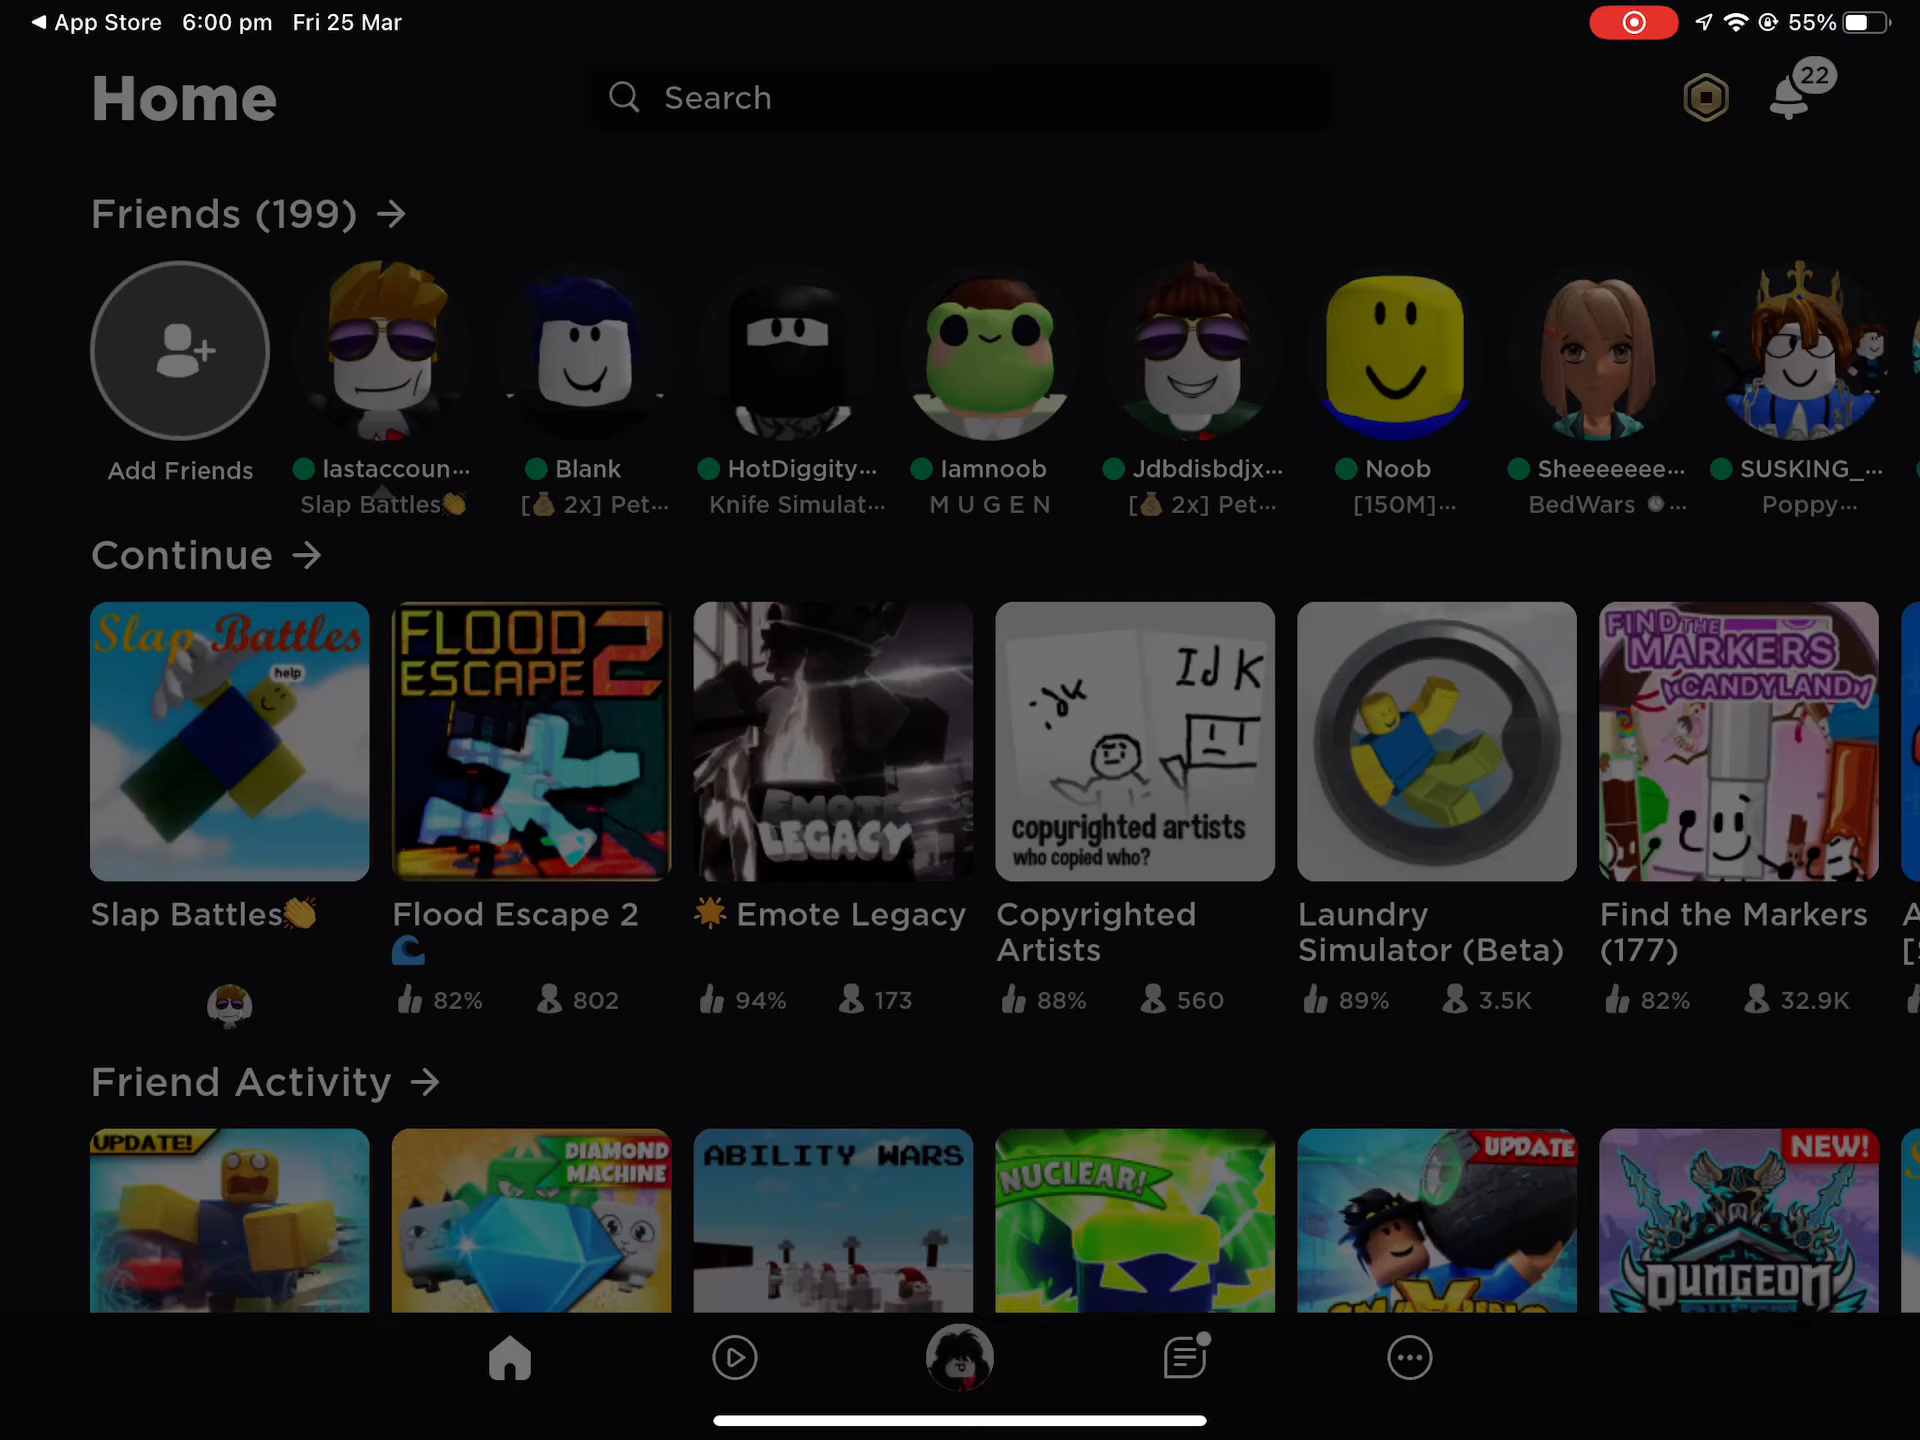 ◀ App Store 6:00 pm Fri 25 Mar 55%
Home
Search
22
Friends (199) →
Add Friends
lastaccoun...
Slap Battles👏
Blank
[💰 2x] Pet...
HotDiggity...
Knife Simulat...
Iamnoob
M U G E N
Jdbdisbdjx...
[💰 2x] Pet...
Noob
[150M]...
Sheeeeeee...
BedWars 🕒...
SUSKING_...
Poppy...
Continue →
Slap Battles
help
FLOOD
ESCAPE 2
EMOTE
LEGACY
IdK
:dk
copyrighted artists
who copied who?
FIND THE
MARKERS
CANDYLAND
Slap Battles👏
Flood Escape 2
🌊
82% 802
🌟 Emote Legacy
94% 173
Copyrighted
Artists
88% 560
Laundry
Simulator (Beta)
89% 3.5K
Find the Markers
(177)
82% 32.9K
Friend Activity →
UPDATE!
DIAMOND
MACHINE
ABILITY WARS
NUCLEAR!
UPDATE
NEW!
DUNGEON